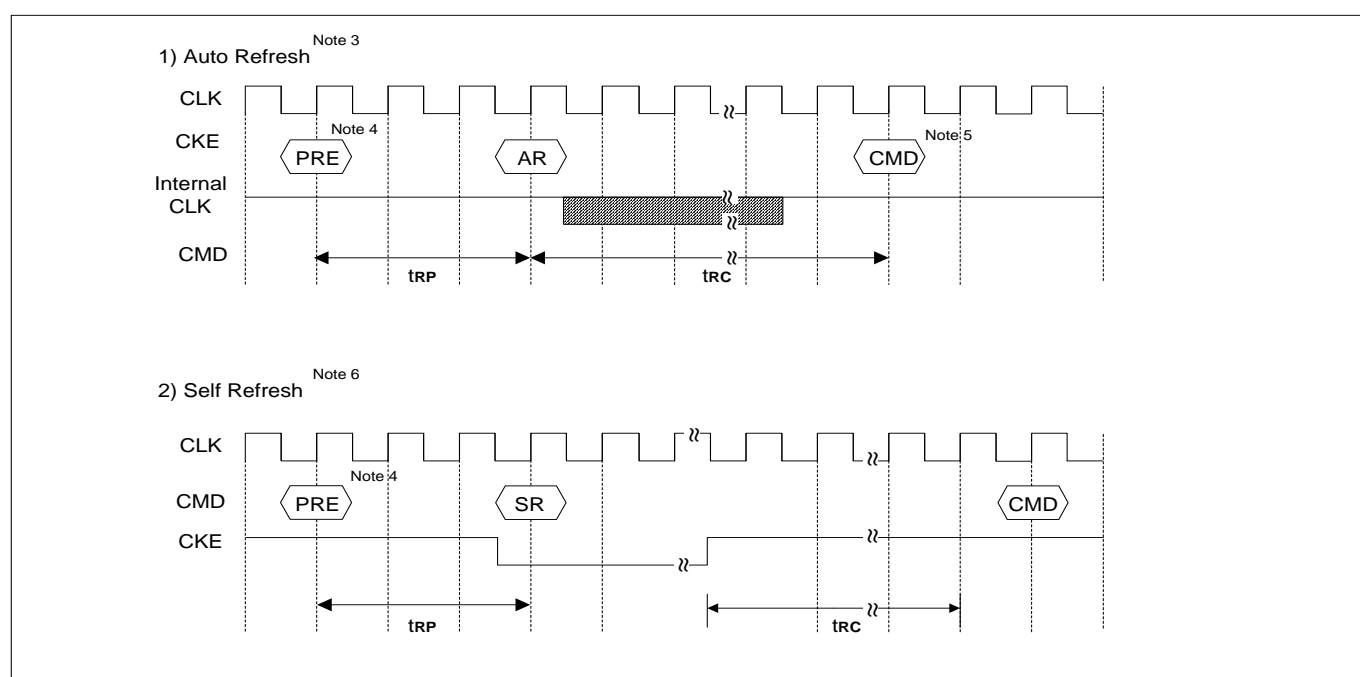 1) Auto Refresh Note 3
CLK
CKE
PRE Note 4 AR CMD Note 5
Internal
CLK
CMD
tRP tRC
2) Self Refresh Note 6
CLK
CMD
PRE Note 4 SR CMD
CKE
tRP tRC